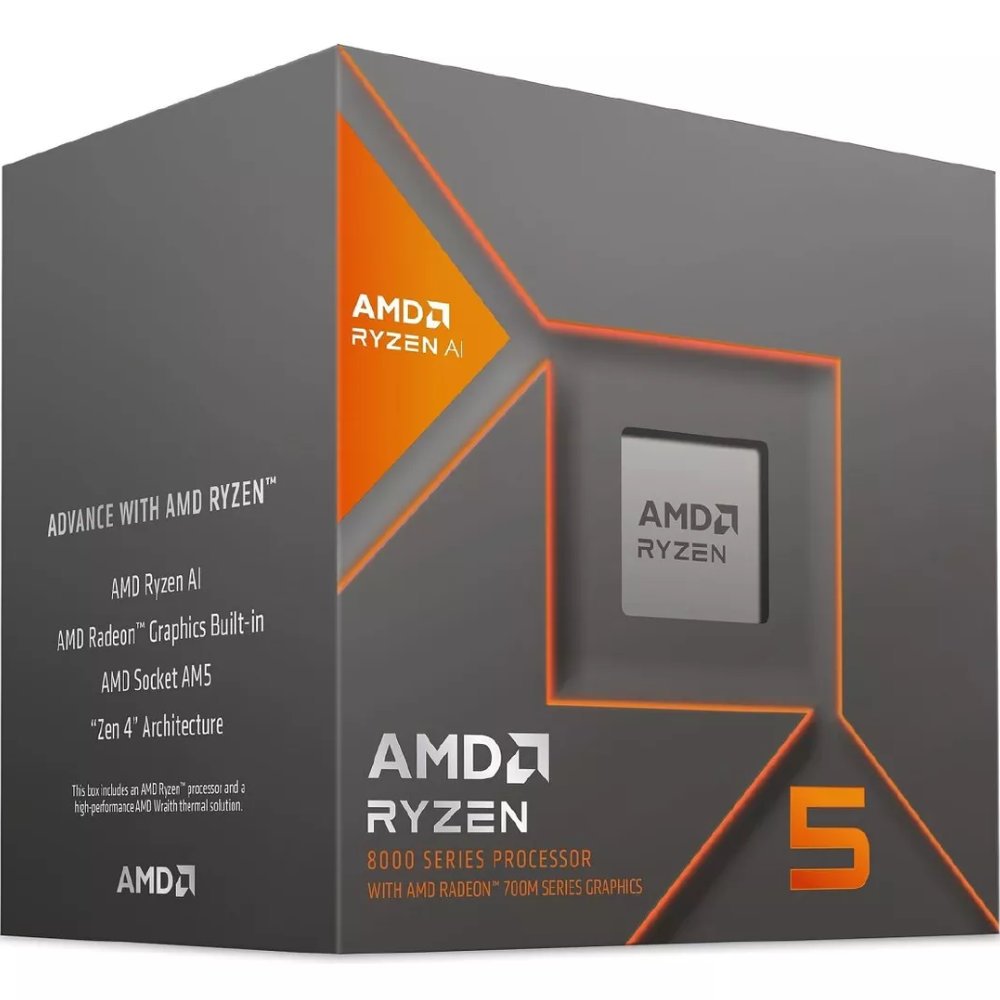 ADVANCE WITH AMD RYZEN™
AMD Ryzen AI
AMD Radeon™ Graphics Built-in
AMD Socket AM5
“Zen 4” Architecture
This box includes an AMD Ryzen™ processor and a
high-performance AMD Wraith thermal solution.
AMD
AMD
RYZEN AI
AMD
RYZEN
AMD
RYZEN
8000 SERIES PROCESSOR
WITH AMD RADEON™ 700M SERIES GRAPHICS
5